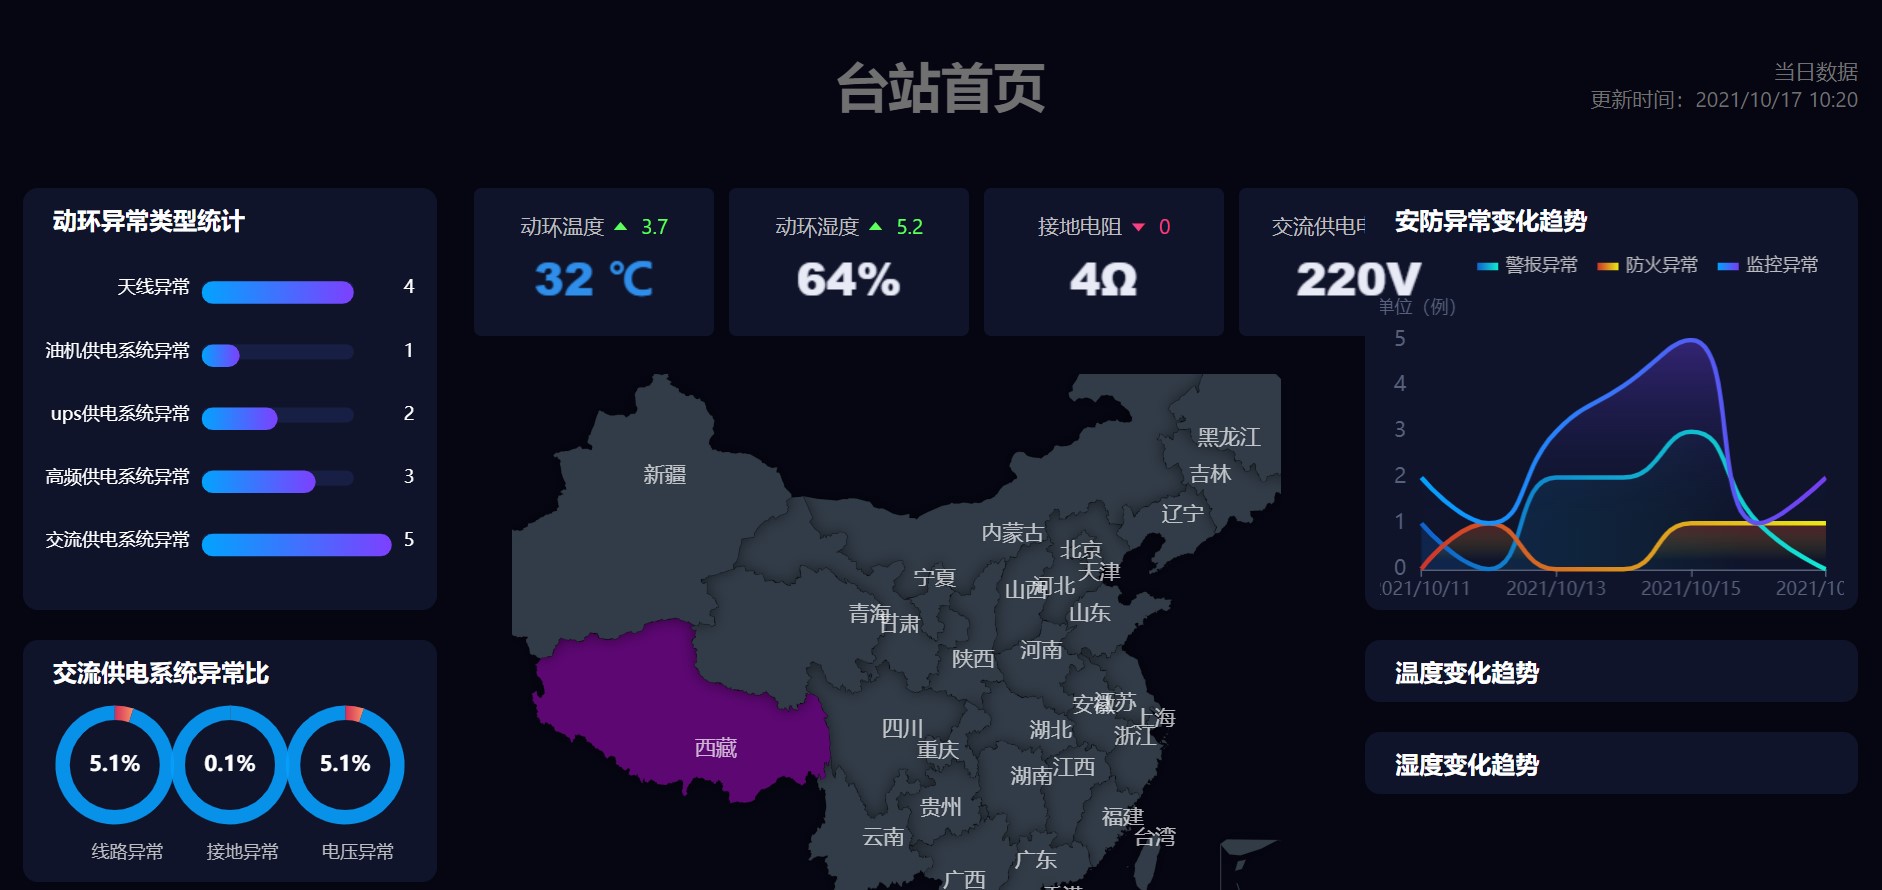 台站首页
当日数据
更新时间：2021/10/17 10:20
动环异常类型统计
天线异常 4
油机供电系统异常 1
ups供电系统异常 2
高频供电系统异常 3
交流供电系统异常 5
交流供电系统异常比
5.1% 0.1% 5.1%
线路异常 接地异常 电压异常
动环温度 3.7
32 ℃
动环湿度 5.2
64%
接地电阻 0
4Ω
交流供电
220V
黑龙江
新疆
吉林
辽宁
内蒙古
北京
天津
宁夏
山西
河北
青海
甘肃
山东
河南
陕西
安徽
江苏
上海
四川
湖北
浙江
西藏
重庆
湖南
江西
贵州
福建
云南
台湾
广东
广西
安防异常变化趋势
警报异常 防火异常 监控异常
单位（例）
5
4
3
2
1
0
2021/10/11 2021/10/13 2021/10/15 2021/10
温度变化趋势
湿度变化趋势